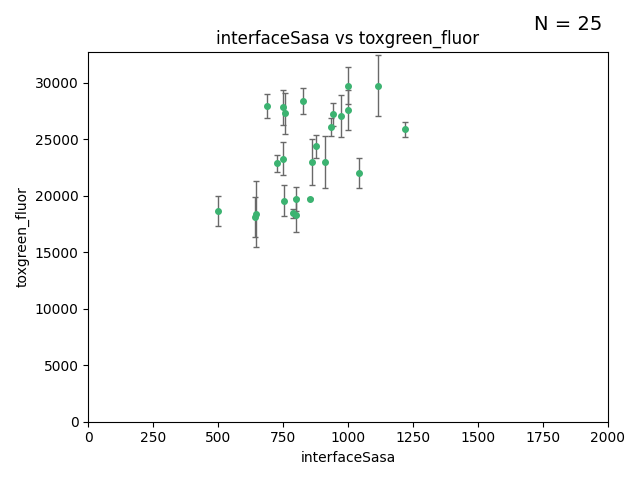 N = 25
interfaceSasa vs toxgreen_fluor
30000
25000
20000
15000
10000
5000
0
toxgreen_fluor
0 250 500 750 1000 1250 1500 1750 2000
interfaceSasa